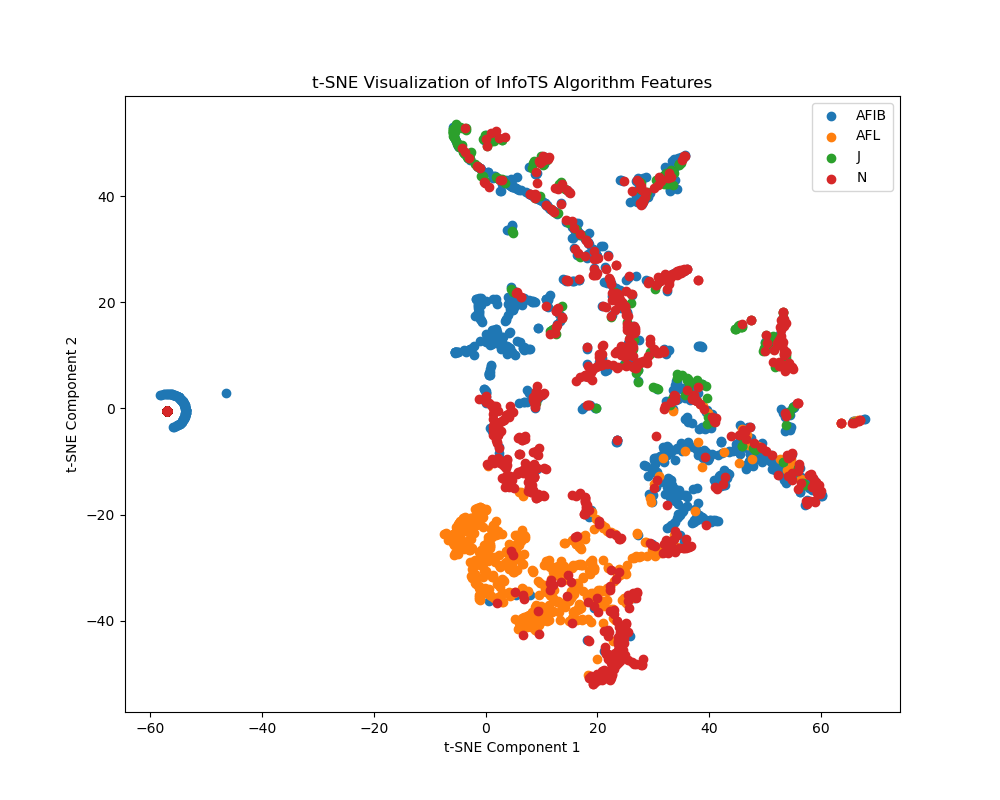 t-SNE Visualization of InfoTS Algorithm Features
AFIB
AFL
J
N
40
20
0
−20
−40
t-SNE Component 2
−60
−40
−20
0
20
40
60
t-SNE Component 1